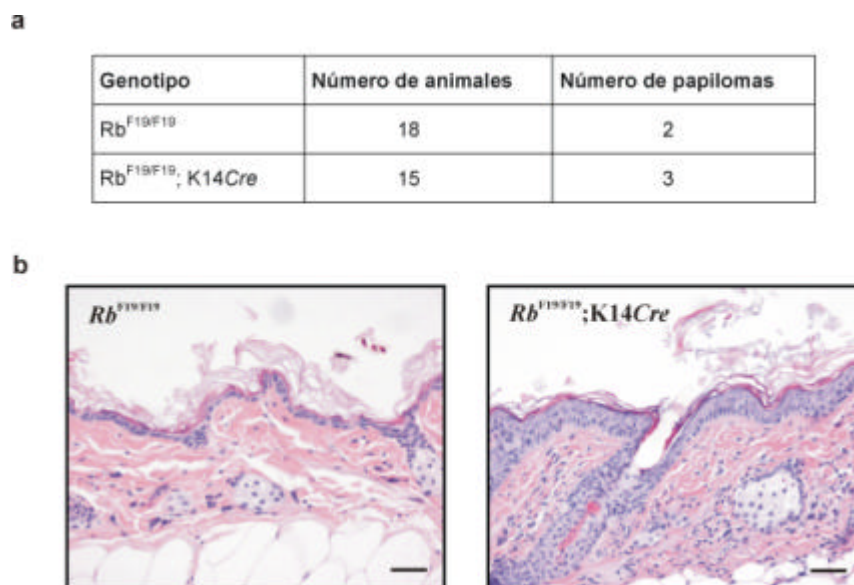 a
Genotipo Número de animales Número de papilomas
Rb^F19/F19 18 2
Rb^F19/F19; K14Cre 15 3
b
Rb^F19/F19
Rb^F19/F19;K14Cre